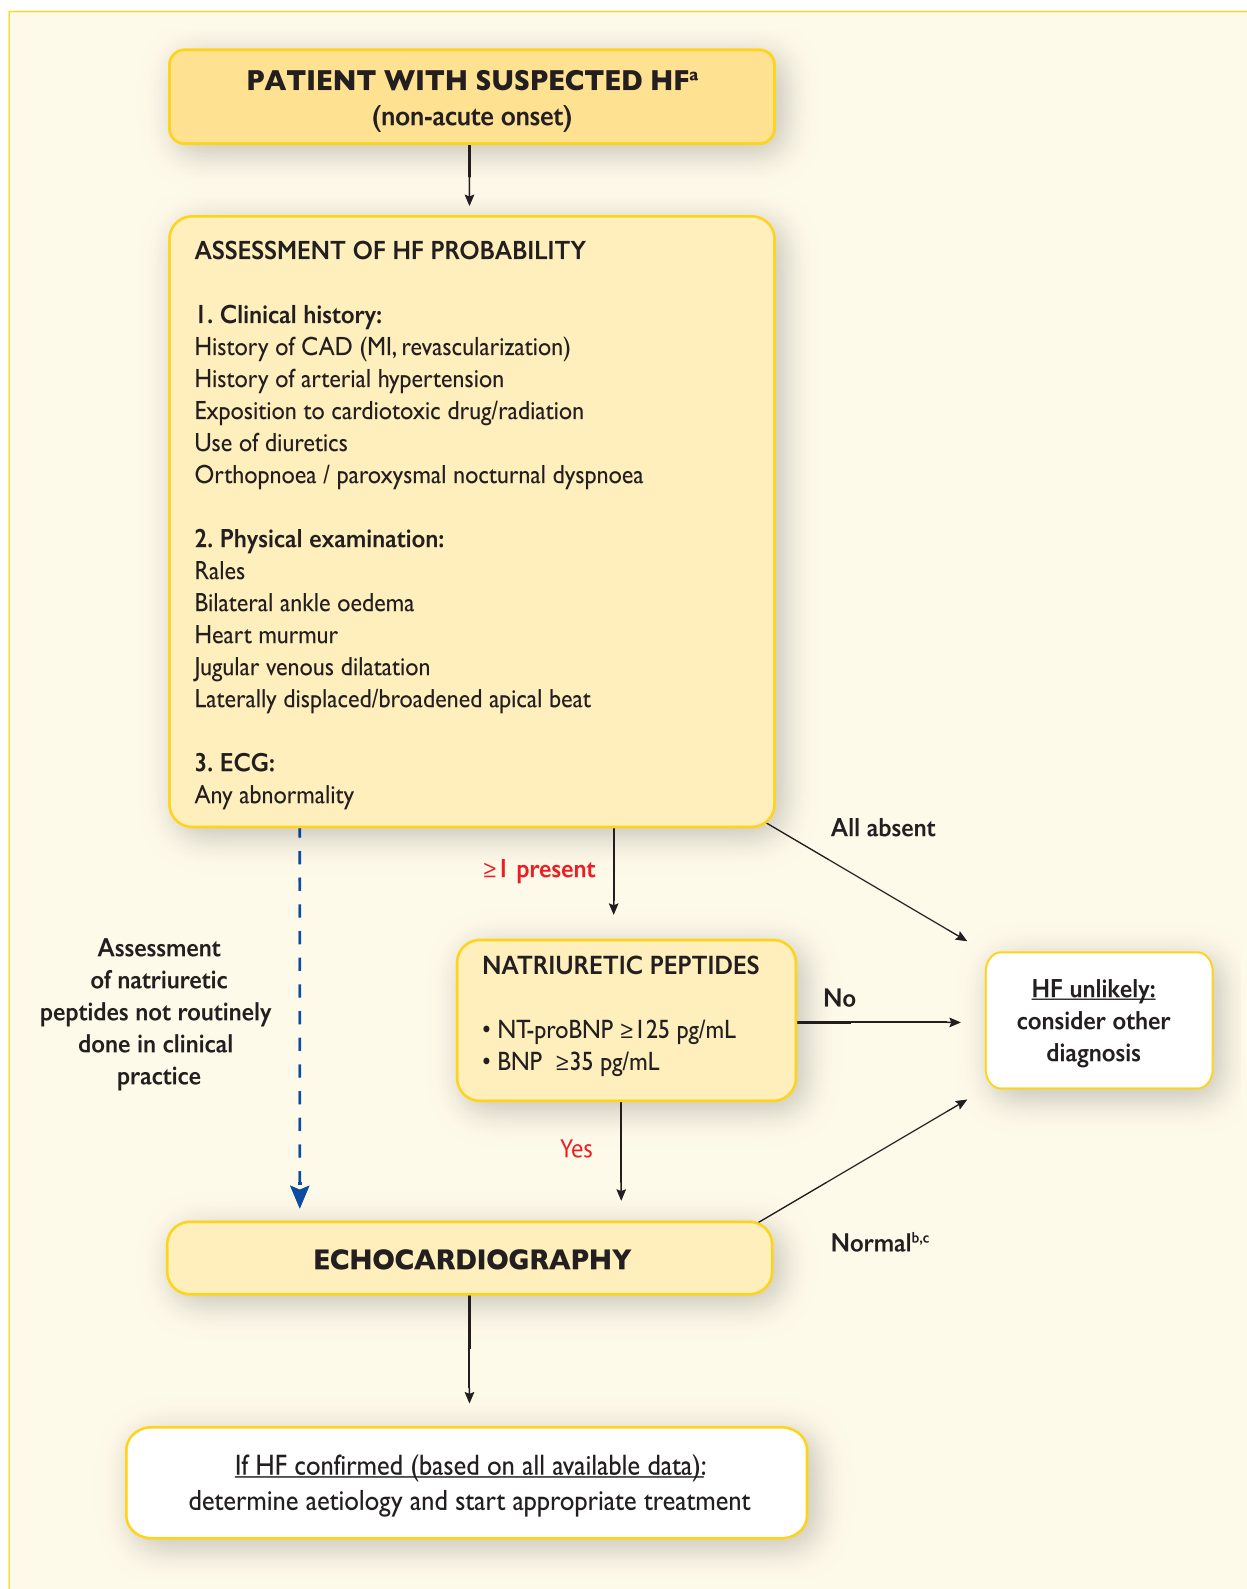 PATIENT WITH SUSPECTED HFᵃ
(non-acute onset)
ASSESSMENT OF HF PROBABILITY
1. Clinical history:
History of CAD (MI, revascularization)
History of arterial hypertension
Exposition to cardiotoxic drug/radiation
Use of diuretics
Orthopnoea / paroxysmal nocturnal dyspnoea
2. Physical examination:
Rales
Bilateral ankle oedema
Heart murmur
Jugular venous dilatation
Laterally displaced/broadened apical beat
3. ECG:
Any abnormality
All absent
≥1 present
Assessment
of natriuretic
peptides not routinely
done in clinical
practice
NATRIURETIC PEPTIDES
• NT-proBNP ≥125 pg/mL
• BNP ≥35 pg/mL
No
HF unlikely:
consider other
diagnosis
Yes
Normalᵇ,ᶜ
ECHOCARDIOGRAPHY
If HF confirmed (based on all available data):
determine aetiology and start appropriate treatment